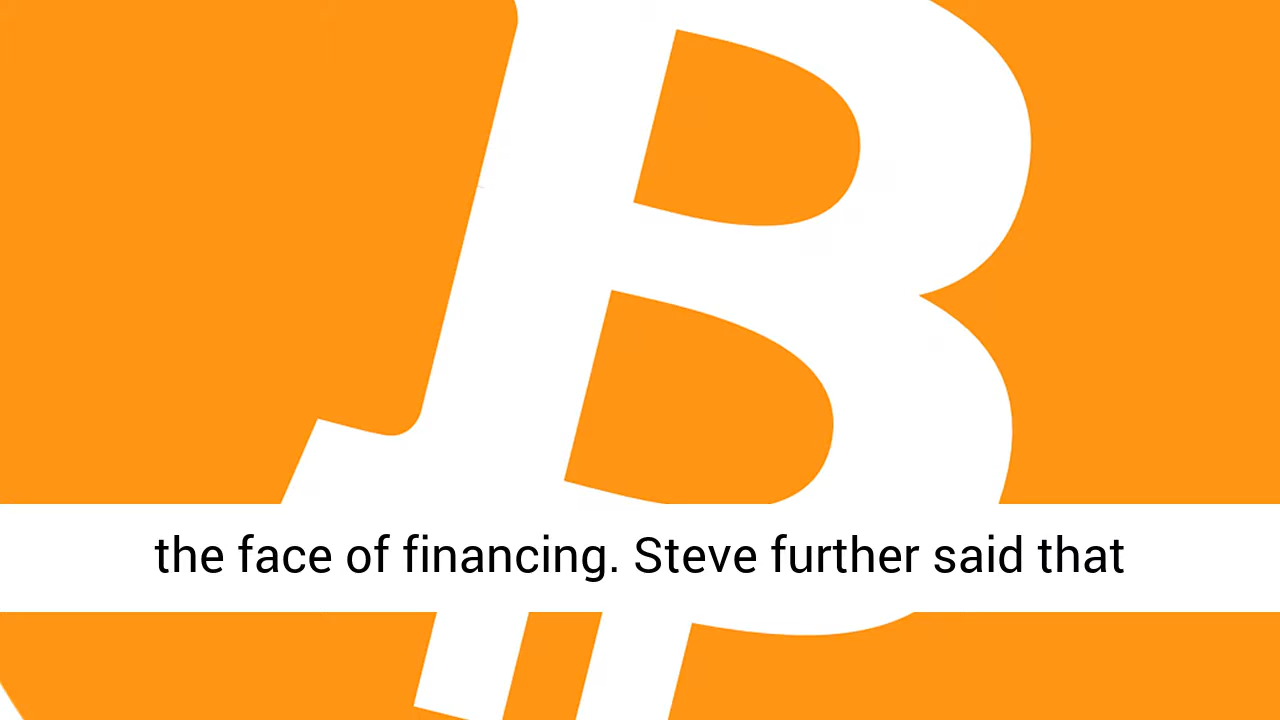 the face of financing. Steve further said that